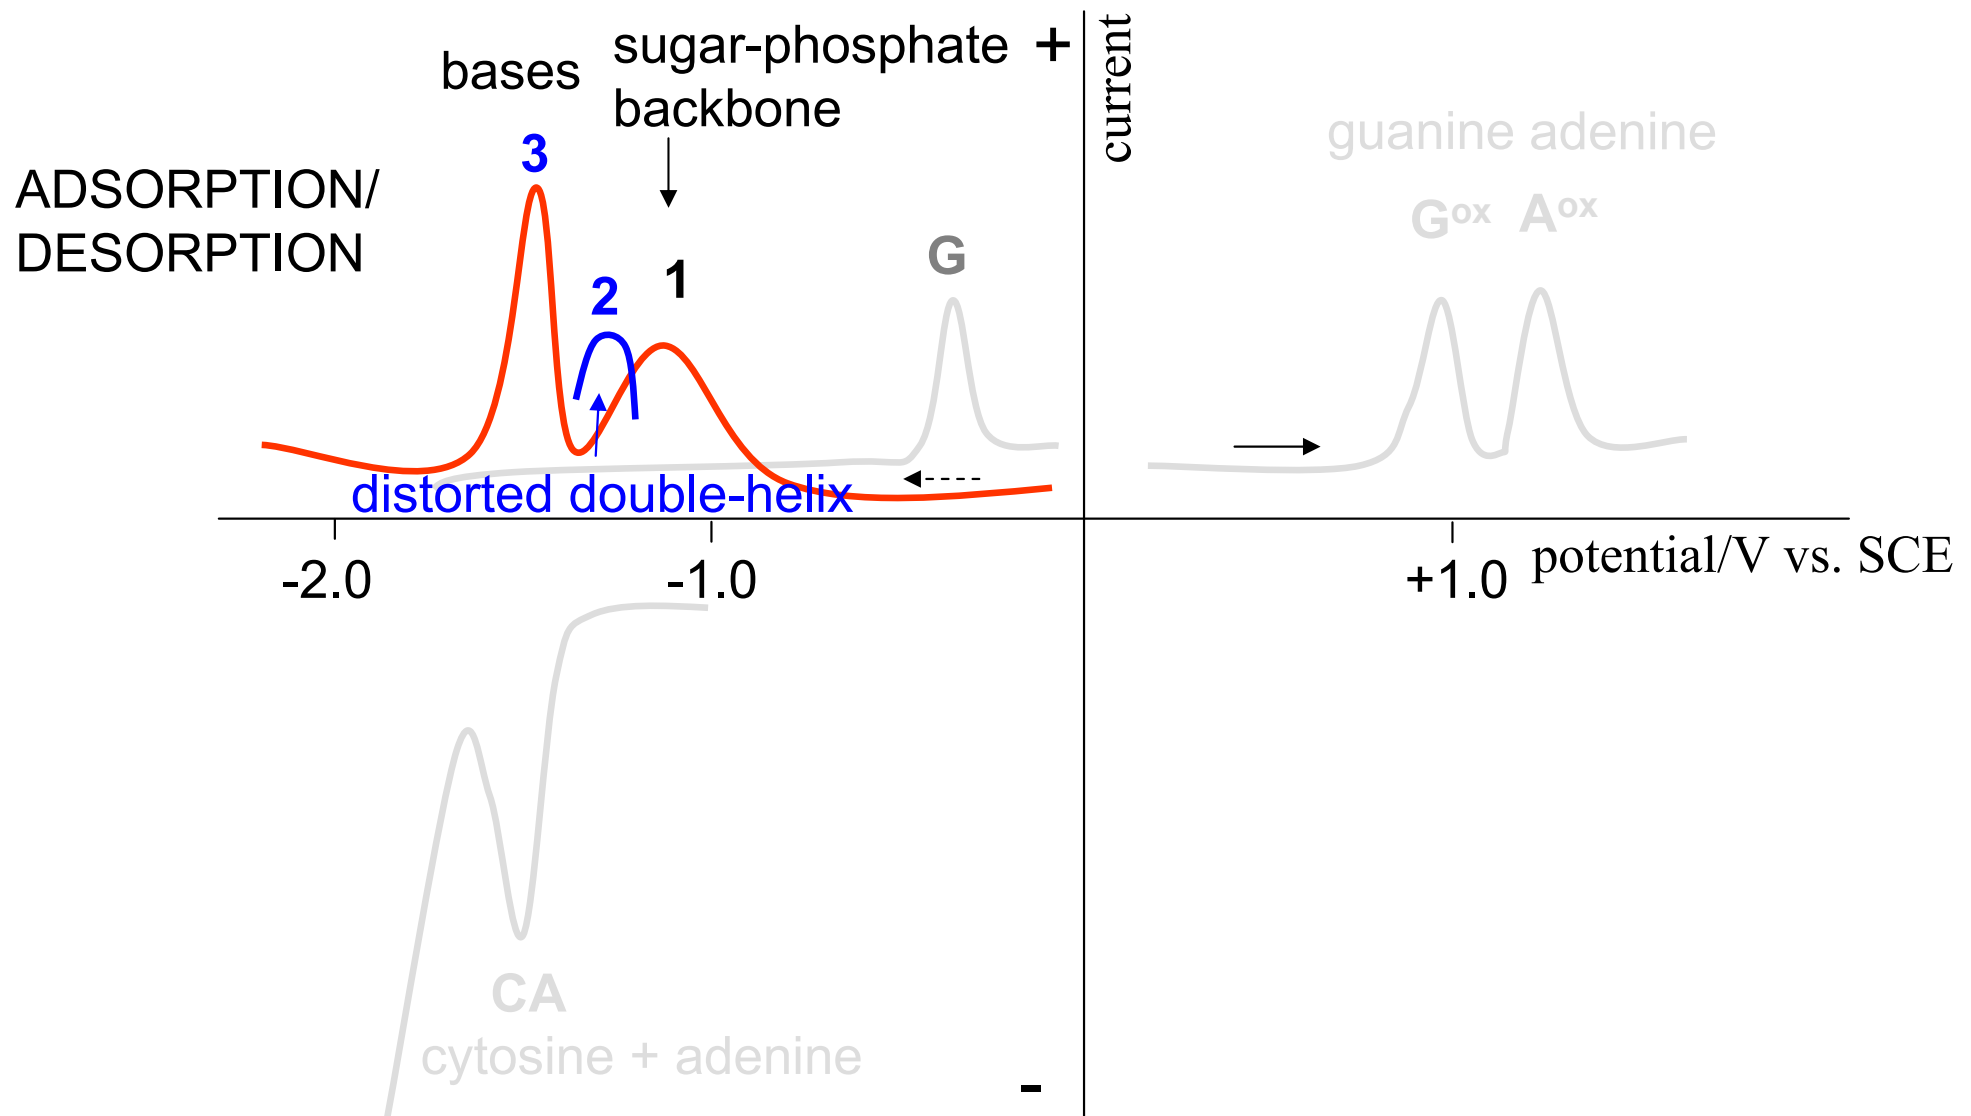 sugar-phosphate +
bases
backbone
current
guanine adenine
3
ADSORPTION/
DESORPTION
Gᵒˣ Aᵒˣ
G
1
2
distorted double-helix
-2.0
-1.0
+1.0
potential/V vs. SCE
CA
cytosine + adenine
-